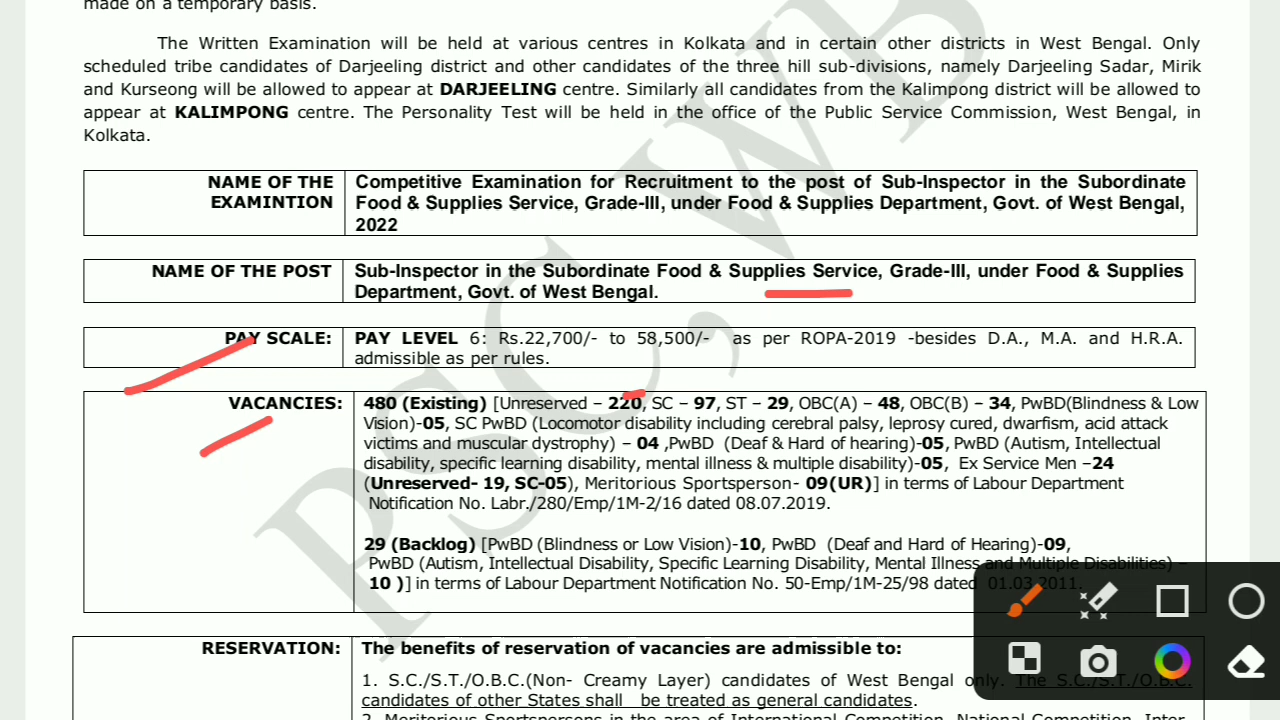 made on a temporary basis.
The Written Examination will be held at various centres in Kolkata and in certain other districts in West Bengal. Only
scheduled tribe candidates of Darjeeling district and other candidates of the three hill sub-divisions, namely Darjeeling Sadar, Mirik
and Kurseong will be allowed to appear at DARJEELING centre. Similarly all candidates from the Kalimpong district will be allowed to
appear at KALIMPONG centre. The Personality Test will be held in the office of the Public Service Commission, West Bengal, in
Kolkata.
NAME OF THE
EXAMINTION
Competitive Examination for Recruitment to the post of Sub-Inspector in the Subordinate
Food & Supplies Service, Grade-III, under Food & Supplies Department, Govt. of West Bengal,
2022
NAME OF THE POST
Sub-Inspector in the Subordinate Food & Supplies Service, Grade-III, under Food & Supplies
Department, Govt. of West Bengal.
PAY SCALE:
PAY LEVEL 6: Rs.22,700/- to 58,500/- as per ROPA-2019 -besides D.A., M.A. and H.R.A.
admissible as per rules.
VACANCIES:
480 (Existing) [Unreserved – 220, SC – 97, ST – 29, OBC(A) – 48, OBC(B) – 34, PwBD(Blindness & Low
Vision)-05, SC PwBD (Locomotor disability including cerebral palsy, leprosy cured, dwarfism, acid attack
victims and muscular dystrophy) – 04 ,PwBD (Deaf & Hard of hearing)-05, PwBD (Autism, Intellectual
disability, specific learning disability, mental illness & multiple disability)-05, Ex Service Men –24
(Unreserved- 19, SC-05), Meritorious Sportsperson- 09(UR)] in terms of Labour Department
Notification No. Labr./280/Emp/1M-2/16 dated 08.07.2019.
29 (Backlog) [PwBD (Blindness or Low Vision)-10, PwBD (Deaf and Hard of Hearing)-09,
PwBD (Autism, Intellectual Disability, Specific Learning Disability, Mental Illness and Multiple Disabilities) –
10 )] in terms of Labour Department Notification No. 50-Emp/1M-25/98 dated 01.03.2011.
RESERVATION:
The benefits of reservation of vacancies are admissible to:
1. S.C./S.T./O.B.C.(Non- Creamy Layer) candidates of West Bengal only. The S.C./S.T./O.B.C.
candidates of other States shall be treated as general candidates.
2. Meritorious Sportspersons in the area of International Competition, National Competition, Inter-
PSC, WB